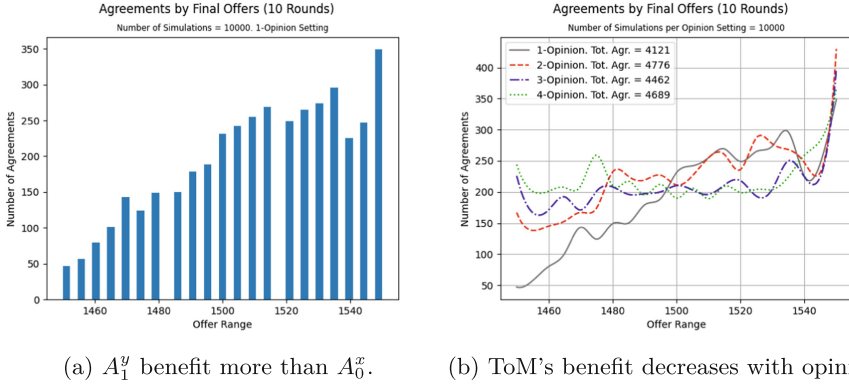 Agreements by Final Offers (10 Rounds)
Number of Simulations = 10000. 1-Opinion Setting
Number of Agreements
350
300
250
200
150
100
50
0
1460 1480 1500 1520 1540
Offer Range
(a) A_1^y benefit more than A_0^x.
Agreements by Final Offers (10 Rounds)
Number of Simulations per Opinion Setting = 10000
1-Opinion. Tot. Agr. = 4121
2-Opinion. Tot. Agr. = 4776
3-Opinion. Tot. Agr. = 4462
4-Opinion. Tot. Agr. = 4689
Number of Agreements
400
350
300
250
200
150
100
50
1460 1480 1500 1520 1540
Offer Range
(b) ToM's benefit decreases with